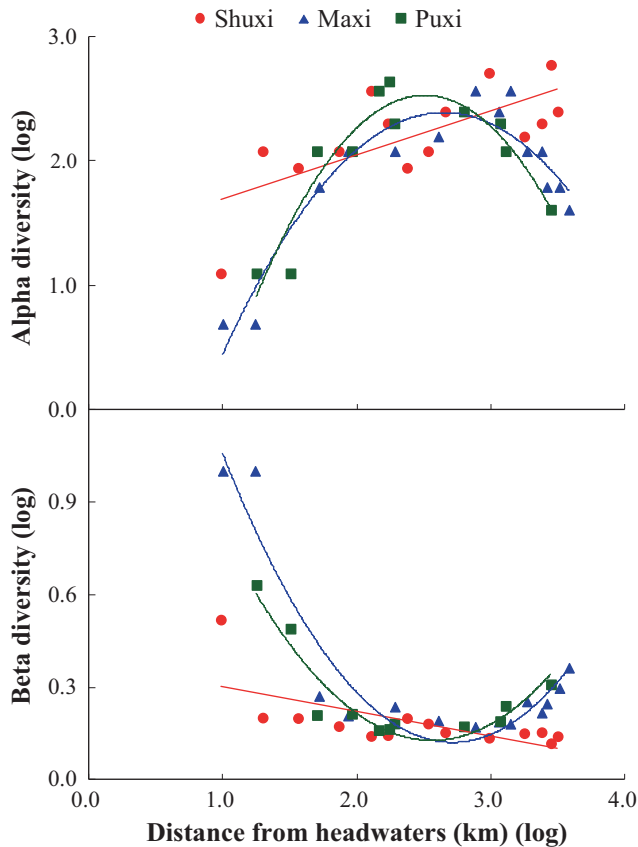 Shuxi Maxi Puxi
3.0
2.0
1.0
0.0
Alpha diversity (log)
0.9
0.6
0.3
0.0
Beta diversity (log)
0.0 1.0 2.0 3.0 4.0
Distance from headwaters (km) (log)